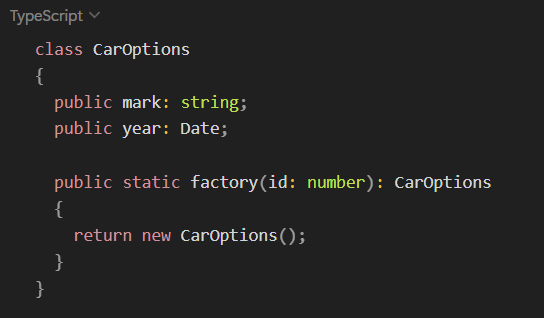 TypeScript
class CarOptions
{
public mark: string;
public year: Date;
public static factory(id: number): CarOptions
{
return new CarOptions();
}
}